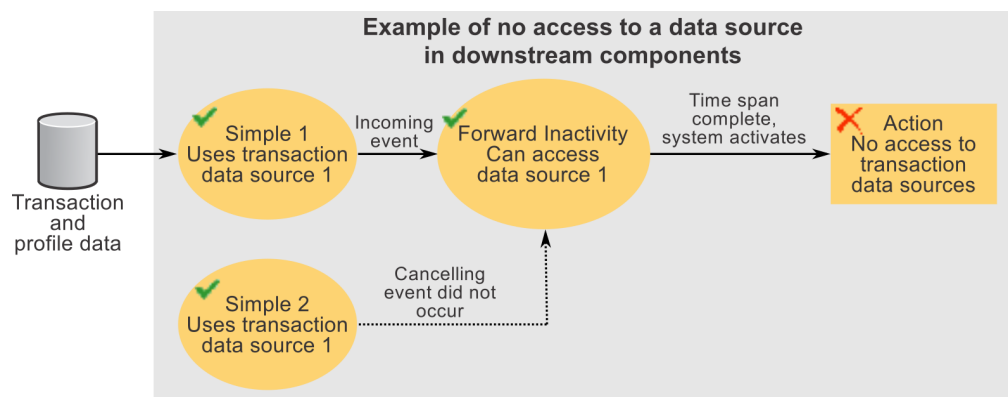 Example of no access to a data source
in downstream components
Transaction
and
profile data
Simple 1
Uses transaction
data source 1
Incoming
event
Forward Inactivity
Can access
data source 1
Time span
complete,
system activates
Action
No access to
transaction
data sources
Simple 2
Uses transaction
data source 1
Cancelling
event did not
occur